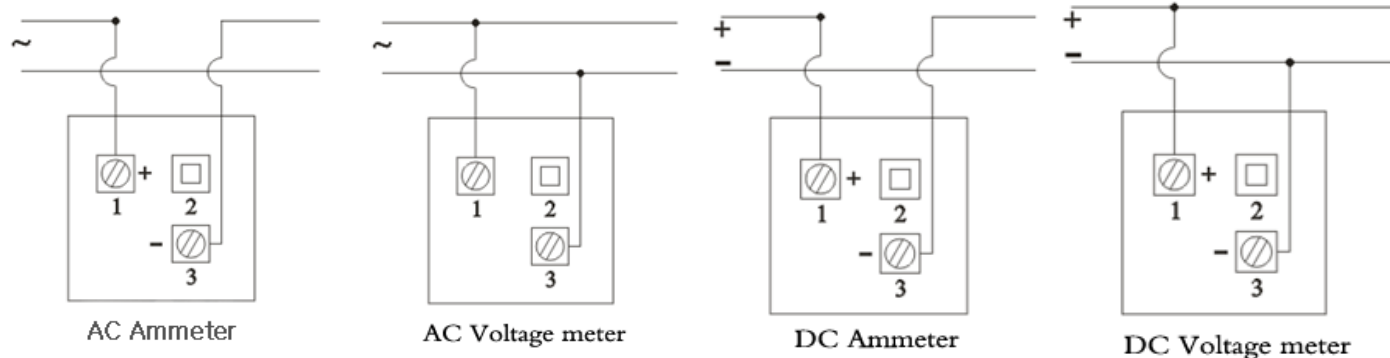 ~
1 + 2
- 3
AC Ammeter
~
1 2
3
AC Voltage meter
+
-
1 + 2
- 3
DC Ammeter
+
-
1 + 2
- 3
DC Voltage meter